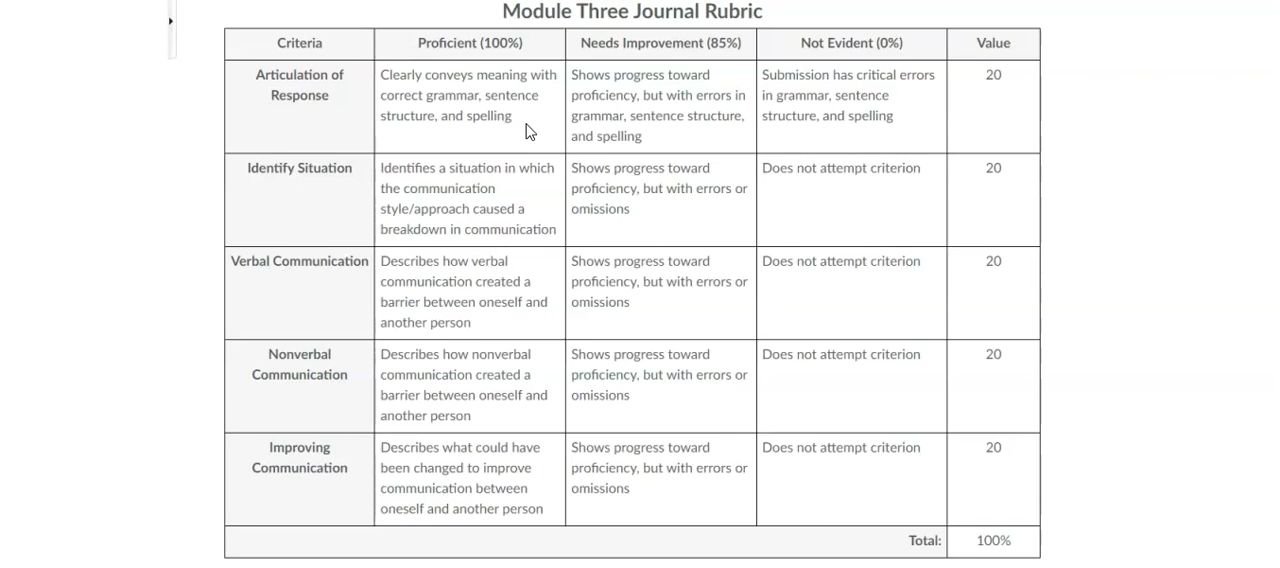 Module Three Journal Rubric
Criteria
Proficient (100%)
Needs Improvement (85%)
Not Evident (0%)
Value
Articulation of
Response
Clearly conveys meaning with
correct grammar, sentence
structure, and spelling
Shows progress toward
proficiency, but with errors in
grammar, sentence structure,
and spelling
Submission has critical errors
in grammar, sentence
structure, and spelling
20
Identify Situation
Identifies a situation in which
the communication
style/approach caused a
breakdown in communication
Shows progress toward
proficiency, but with errors or
omissions
Does not attempt criterion
20
Verbal Communication
Describes how verbal
communication created a
barrier between oneself and
another person
Shows progress toward
proficiency, but with errors or
omissions
Does not attempt criterion
20
Nonverbal
Communication
Describes how nonverbal
communication created a
barrier between oneself and
another person
Shows progress toward
proficiency, but with errors or
omissions
Does not attempt criterion
20
Improving
Communication
Describes what could have
been changed to improve
communication between
oneself and another person
Shows progress toward
proficiency, but with errors or
omissions
Does not attempt criterion
20
Total:
100%